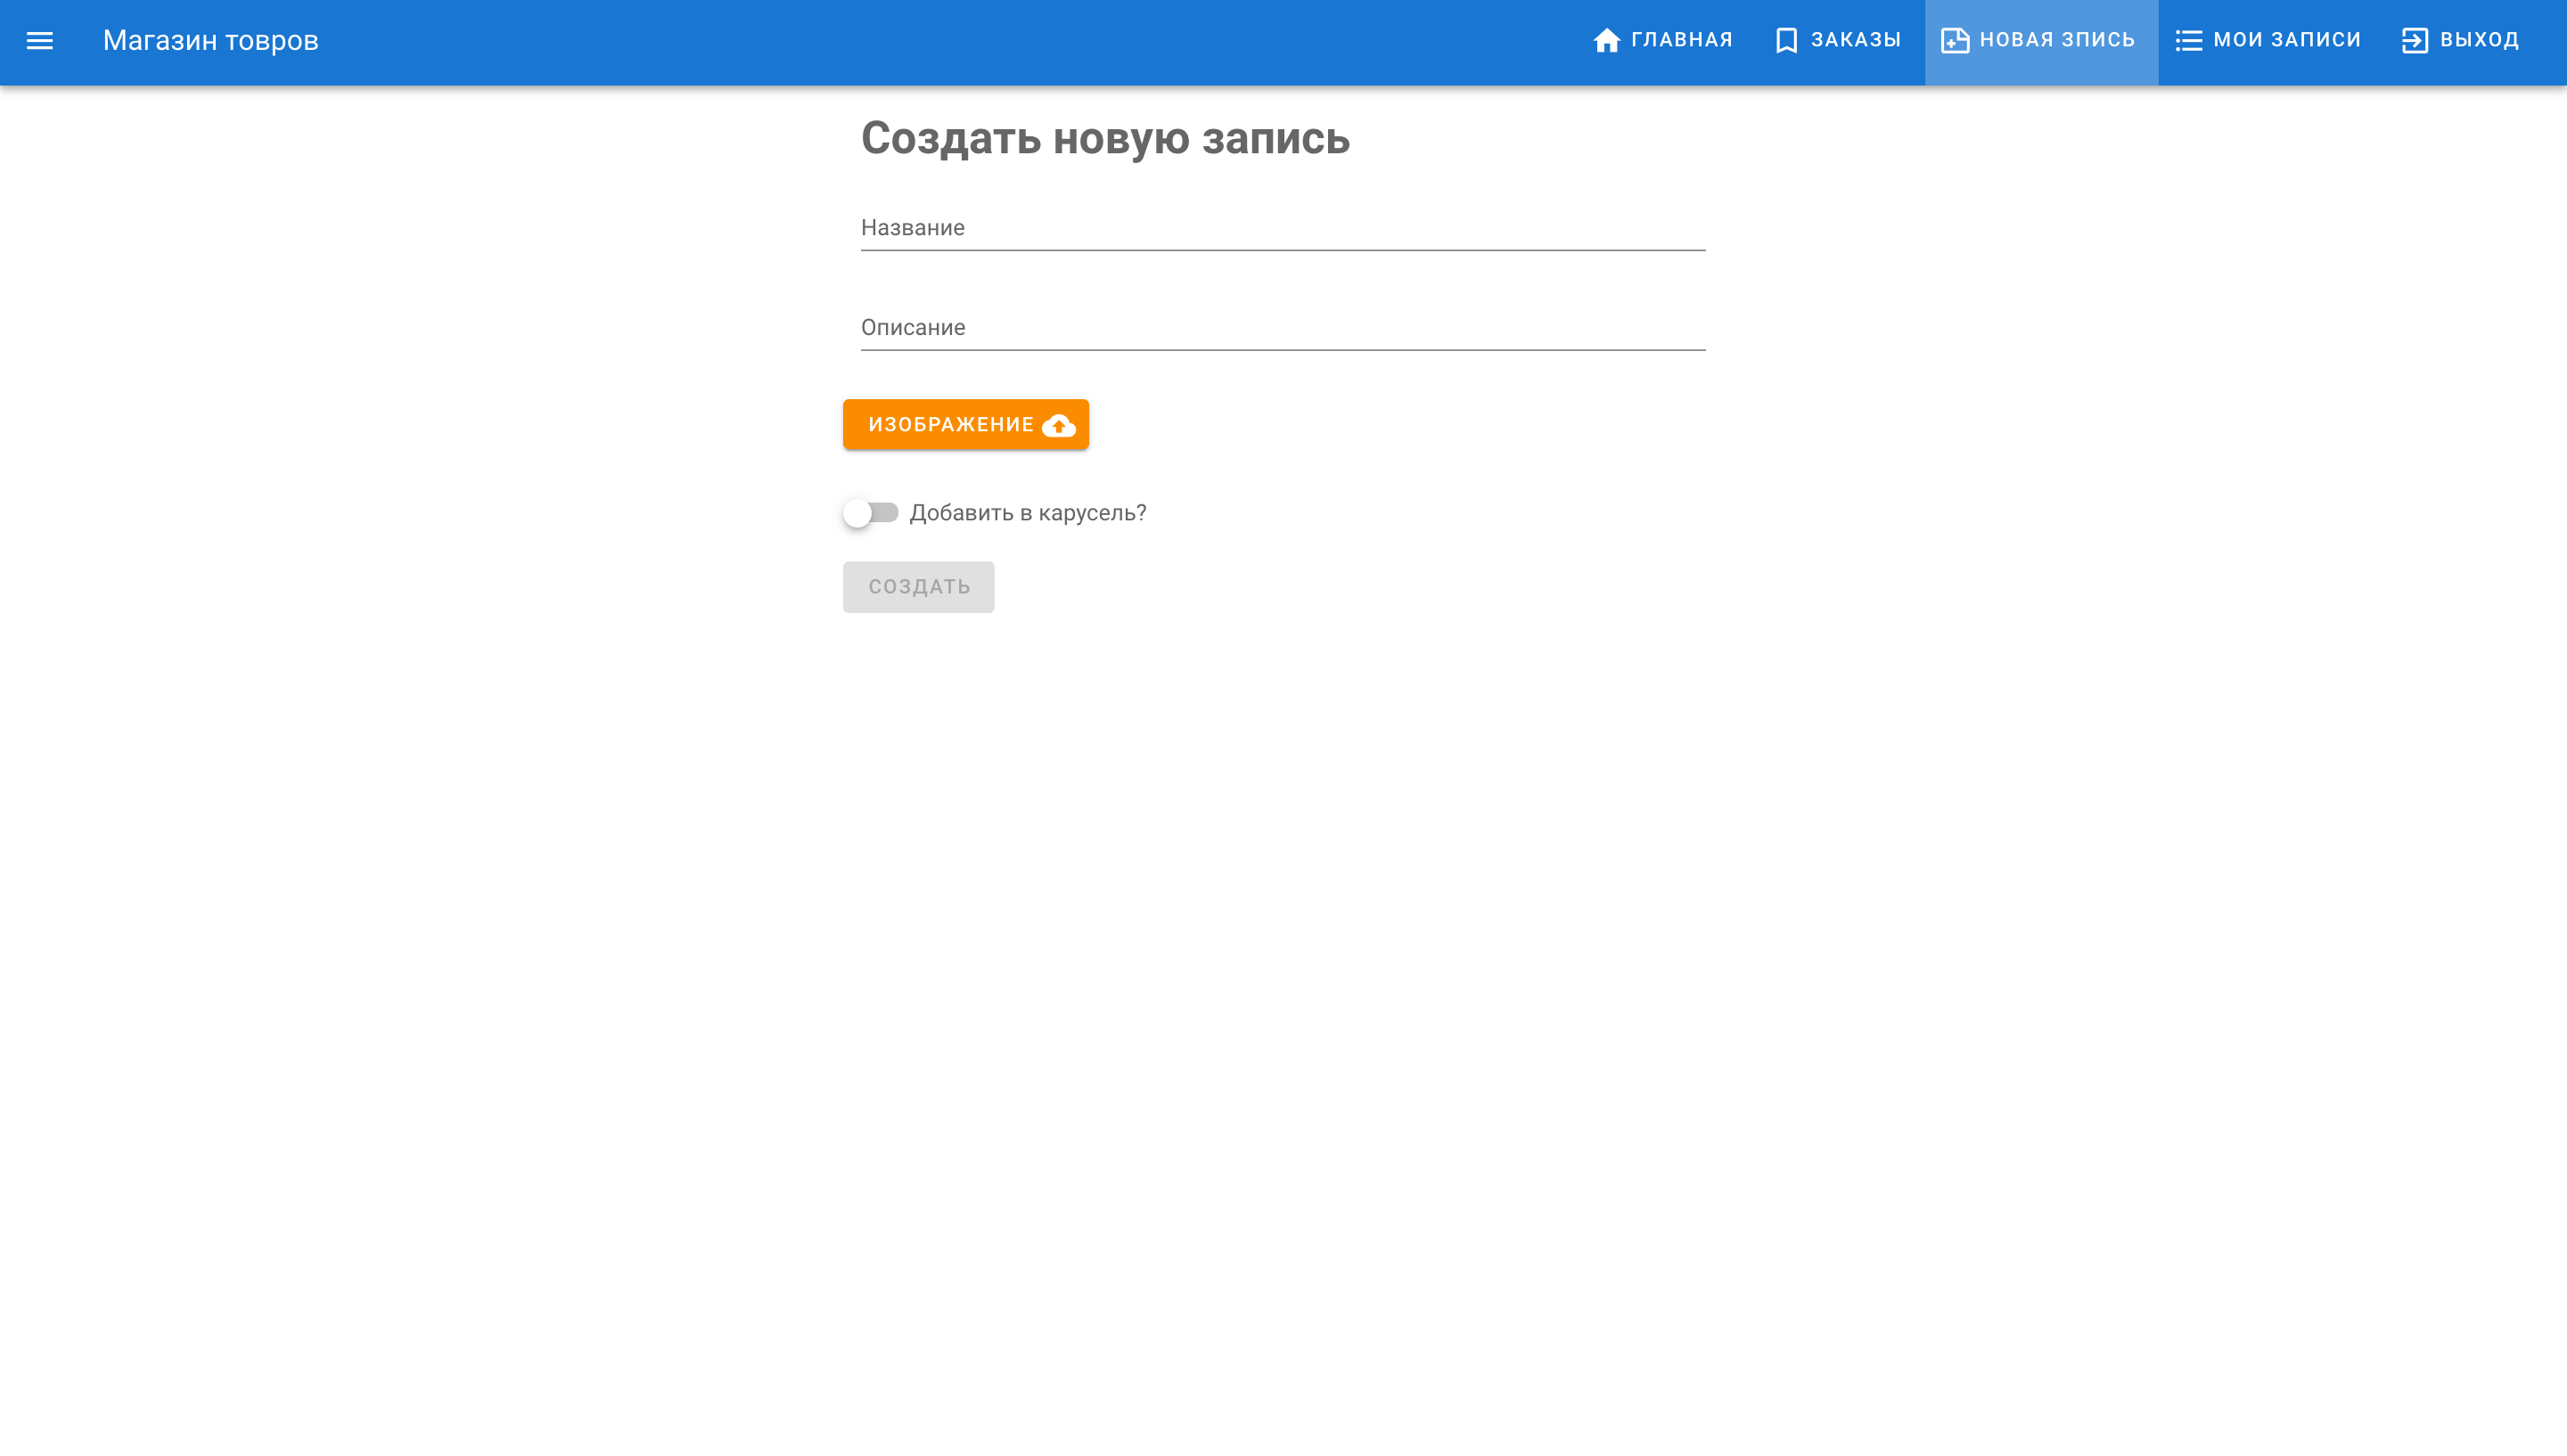 Магазин товров
ГЛАВНАЯ
ЗАКАЗЫ
НОВАЯ ЗПИСЬ
МОИ ЗАПИСИ
ВЫХОД
Создать новую запись
Название
Описание
ИЗОБРАЖЕНИЕ
Добавить в карусель?
СОЗДАТЬ